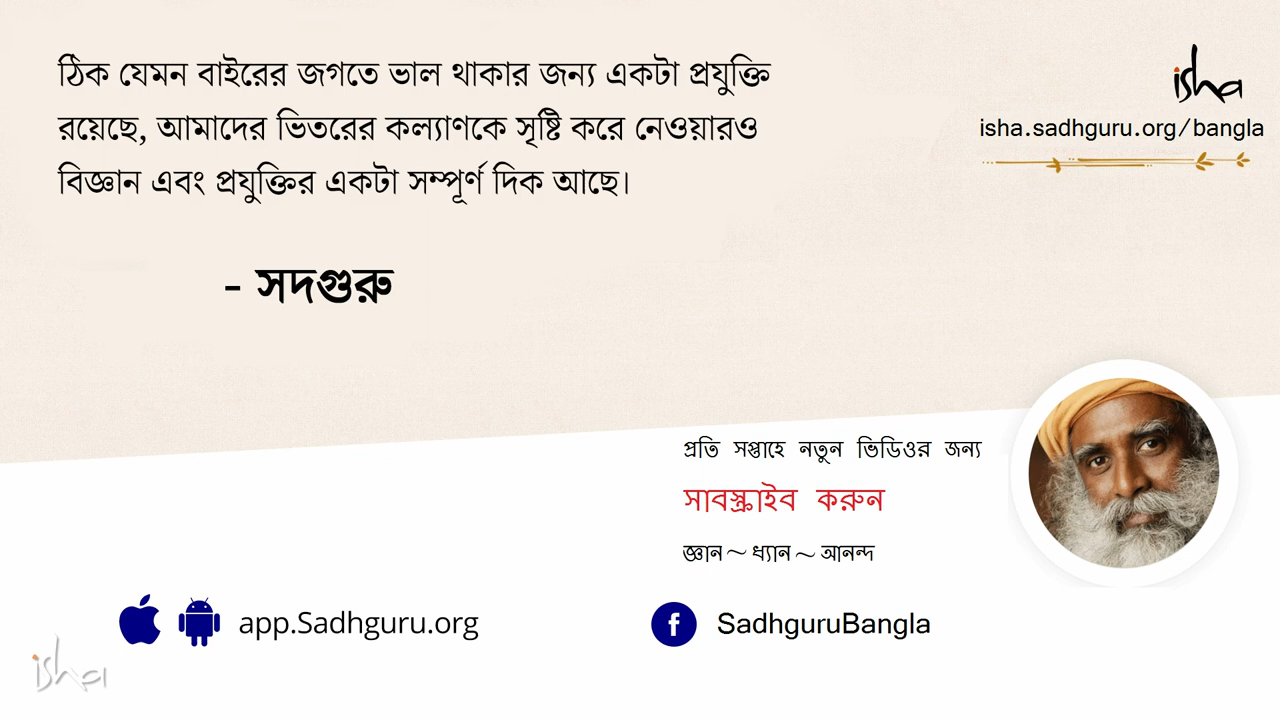 ঠিক যেমন বাইরের জগতে ভাল থাকার জন্য একটা প্রযুক্তি
রয়েছে, আমাদের ভিতরের কল্যাণকে সৃষ্টি করে নেওয়ারও
বিজ্ঞান এবং প্রযুক্তির একটা সম্পূর্ণ দিক আছে।
- সদগুরু
isha
isha.sadhguru.org/bangla
প্রতি সপ্তাহে নতুন ভিডিওর জন্য
সাবস্ক্রাইব করুন
জ্ঞান ~ ধ্যান ~ আনন্দ
app.Sadhguru.org
f SadhguruBangla
isha